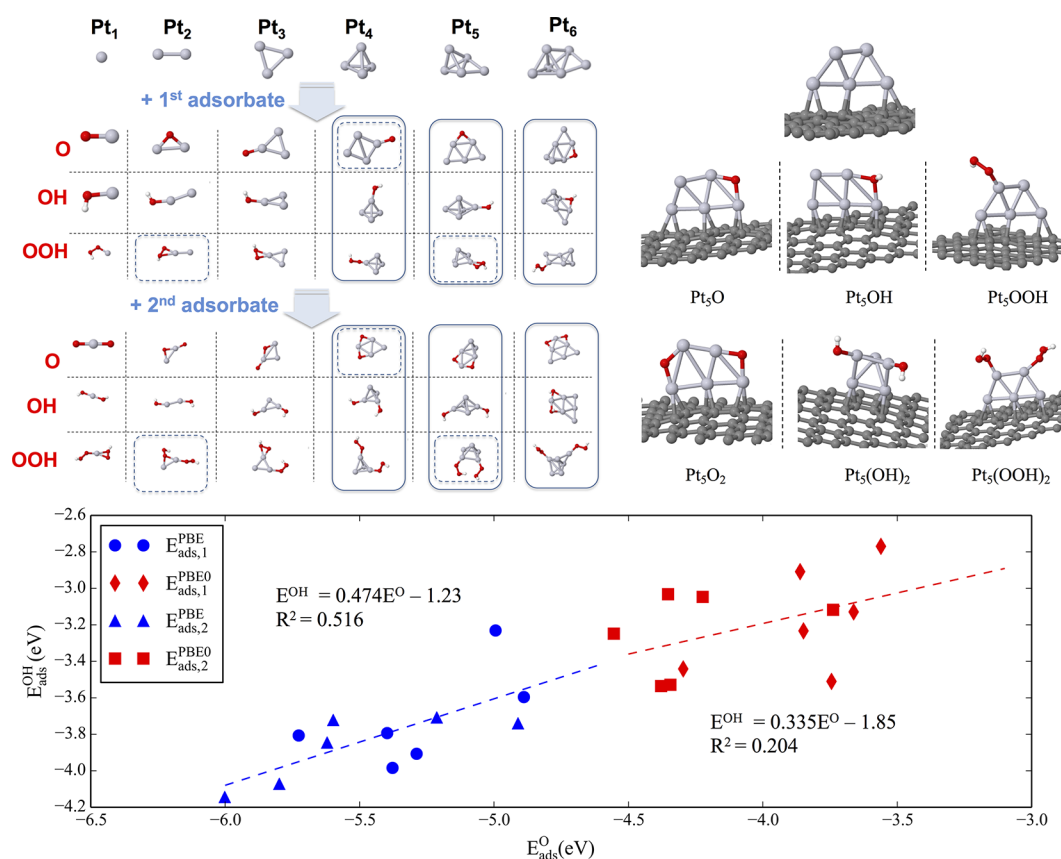 Pt₁ Pt₂ Pt₃ Pt₄ Pt₅ Pt₆
+ 1st adsorbate
O
OH
OOH
+ 2nd adsorbate
O
OH
OOH
Pt₅O Pt₅OH Pt₅OOH
Pt₅O₂ Pt₅(OH)₂ Pt₅(OOH)₂
−2.6
−2.8
−3.0
−3.2
−3.4
−3.6
−3.8
−4.0
−4.2
E^OH_ads (eV)
E^PBE_ads,1
E^PBE0_ads,1
E^PBE_ads,2
E^PBE0_ads,2
E^OH = 0.474E^O − 1.23
R² = 0.516
E^OH = 0.335E^O − 1.85
R² = 0.204
−6.5 −6.0 −5.5 −5.0 −4.5 −4.0 −3.5 −3.0
E^O_ads(eV)